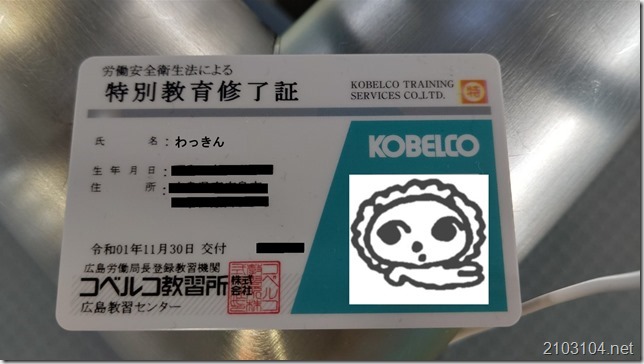 労働安全衛生法による
特別教育修了証
KOBELCO TRAINING
SERVICES CO.,LTD.
特
氏 名 : わっきん
生年月日 :
住 所 :
KOBELCO
令和01年11月30日 交付
広島労働局長登録教習機関
コベルコ教習所 株式会社
広島教習センター
2103104.net